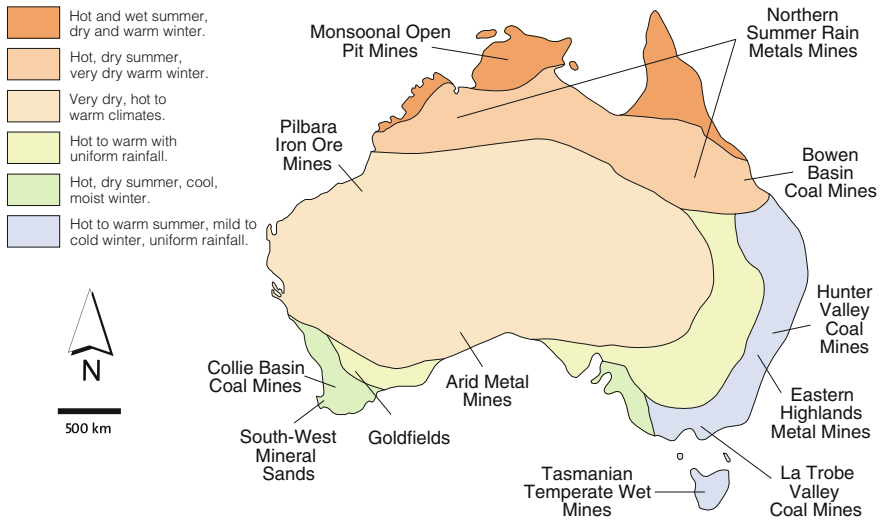 Hot and wet summer,
dry and warm winter.
Hot, dry summer,
very dry warm winter.
Very dry, hot to
warm climates.
Hot to warm with
uniform rainfall.
Hot, dry summer, cool,
moist winter.
Hot to warm summer, mild to
cold winter, uniform rainfall.
N
500 km
Monsoonal Open
Pit Mines
Northern
Summer Rain
Metals Mines
Pilbara
Iron Ore
Mines
Bowen
Basin
Coal Mines
Hunter
Valley
Coal
Mines
Collie Basin
Coal Mines
Arid Metal
Mines
Eastern
Highlands
Metal Mines
South-West
Mineral
Sands
Goldfields
Tasmanian
Temperate Wet
Mines
La Trobe
Valley
Coal Mines